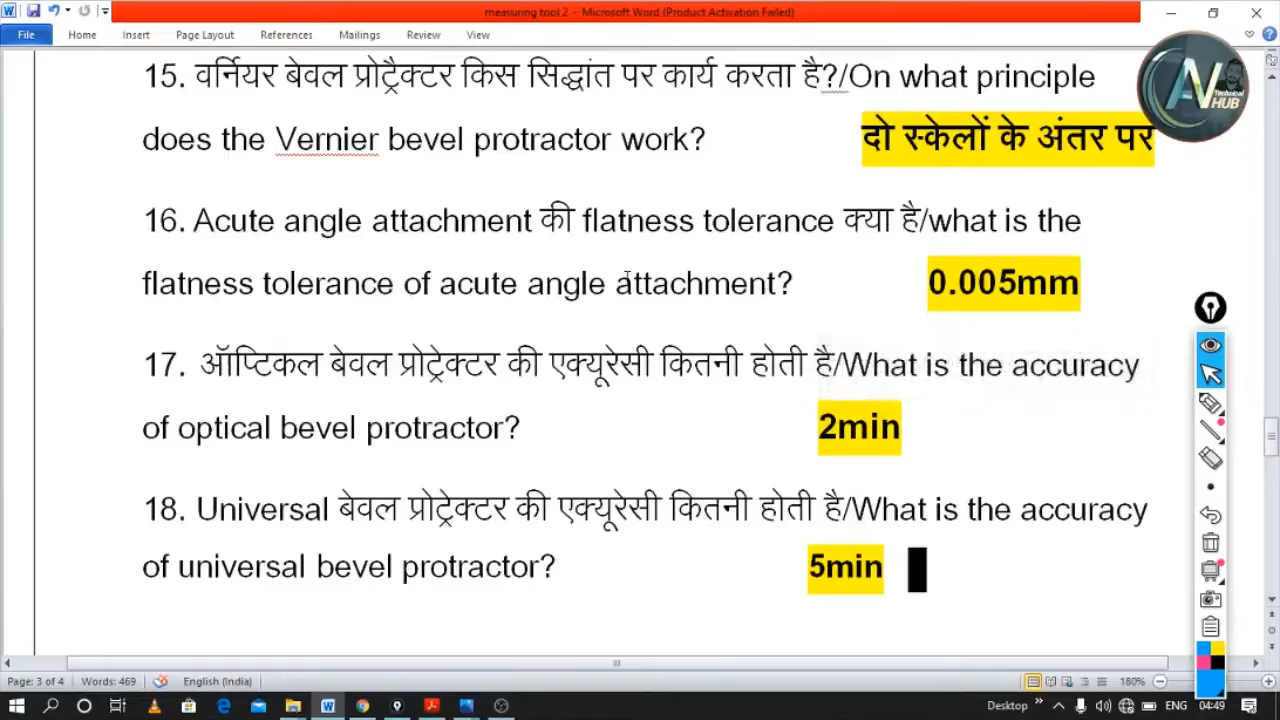 measuring tool 2 - Microsoft Word (Product Activation Failed)
File Home Insert Page Layout References Mailings Review View
15. वर्नियर बेवल प्रोट्रैक्टर किस सिद्धांत पर कार्य करता है?/On what principle
does the Vernier bevel protractor work? दो स्केलों के अंतर पर
AV Technical HUB
16. Acute angle attachment की flatness tolerance क्या है/what is the
flatness tolerance of acute angle attachment? 0.005mm
17. ऑप्टिकल बेवल प्रोट्रेक्टर की एक्यूरेसी कितनी होती है/What is the accuracy
of optical bevel protractor? 2min
18. Universal बेवल प्रोट्रेक्टर की एक्यूरेसी कितनी होती है/What is the accuracy
of universal bevel protractor? 5min
Page: 3 of 4 Words: 469 English (India) 180%
Desktop ENG 04:49